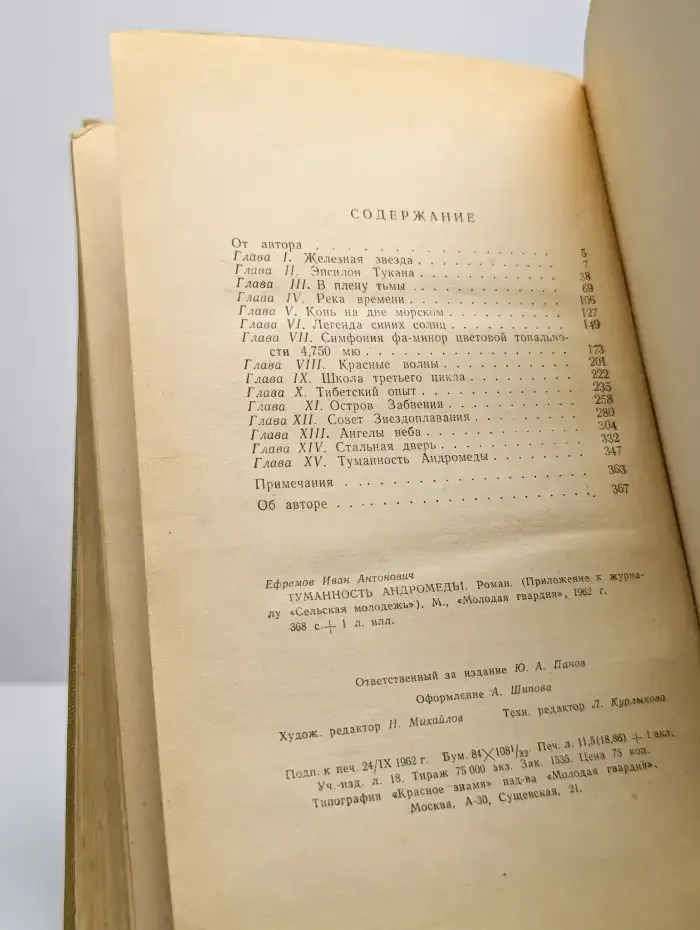 СОДЕРЖАНИЕ
От автора . . . . . . . . . . . . . . . . 5
Глава I. Железная звезда . . . . . . . . . . 7
Глава II. Эпсилон Тукана . . . . . . . . . . 38
Глава III. В плену тьмы . . . . . . . . . . 69
Глава IV. Река времени . . . . . . . . . . . 106
Глава V. Конь на дне морском . . . . . . . . 127
Глава VI. Легенда синих солнц . . . . . . . . 149
Глава VII. Симфония фа-минор цветовой тонально-
сти 4,750 мю . . . . . . . . . . . . . . 173
Глава VIII. Красные волны . . . . . . . . . . 201
Глава IX. Школа третьего цикла . . . . . . . 222
Глава X. Тибетский опыт . . . . . . . . . . . 235
Глава XI. Остров Забвения . . . . . . . . . . 258
Глава XII. Совет Звездоплавания . . . . . . . 280
Глава XIII. Ангелы неба . . . . . . . . . . . 304
Глава XIV. Стальная дверь . . . . . . . . . . 332
Глава XV. Туманность Андромеды . . . . . . . 347
Примечания . . . . . . . . . . . . . . . . 363
Об авторе . . . . . . . . . . . . . . . . . 367
Ефремов Иван Антонович
ТУМАННОСТЬ АНДРОМЕДЫ. Роман. (Приложение к журна-
лу «Сельская молодежь»). М., «Молодая гвардия», 1962 г.
368 с.+ 1 л. илл.
Ответственный за издание Ю. А. Панов
Оформление А. Шипова
Худож. редактор Н. Михайлов Техн. редактор Л. Курлыкова
Подп. к печ. 24/IX 1962 г. Бум. 84×108 1/32. Печ. л. 11,5(18,86) + 1 вкл.
Уч.-изд. л. 18. Тираж 75 000 экз. Зак. 1535. Цена 75 коп.
Типография «Красное знамя» изд-ва «Молодая гвардия».
Москва, А-30, Сущевская, 21.